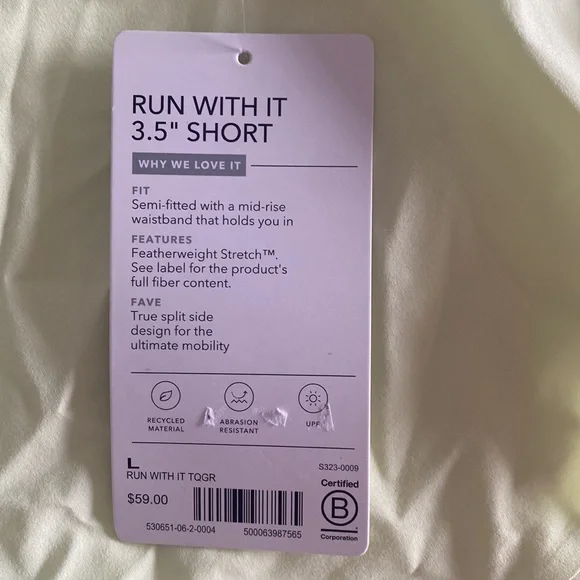 RUN WITH IT
3.5" SHORT
WHY WE LOVE IT
FIT
Semi-fitted with a mid-rise
waistband that holds you in
FEATURES
Featherweight Stretch™.
See label for the product's
full fiber content.
FAVE
True split side
design for the
ultimate mobility
RECYCLED
MATERIAL
ABRASION
RESISTANT
UPF
L
RUN WITH IT TQGR
$59.00
S323-0009
Certified
B
Corporation
530651-06-2-0004
500063987565